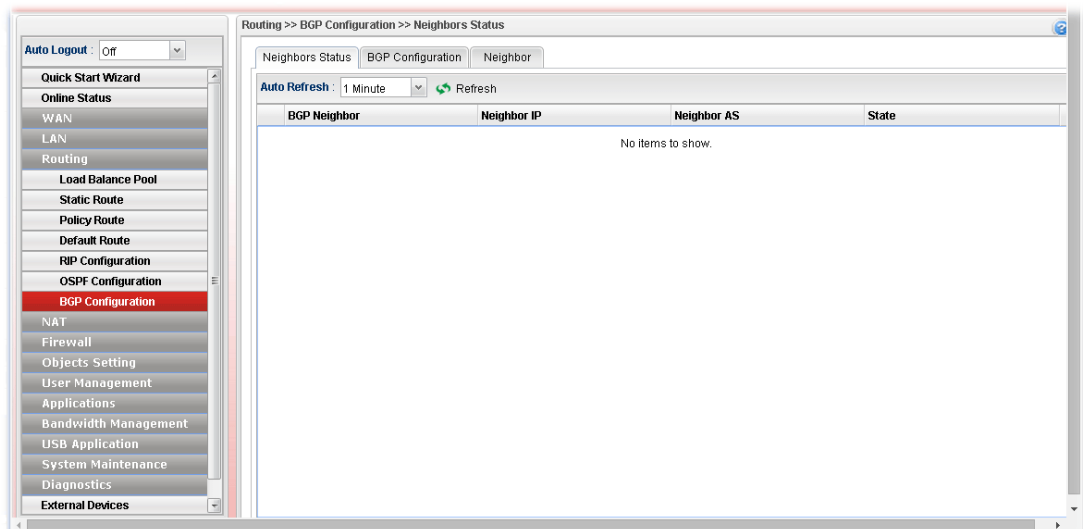 Routing >> BGP Configuration >> Neighbors Status
Auto Logout : Off
Quick Start Wizard
Online Status
WAN
LAN
Routing
Load Balance Pool
Static Route
Policy Route
Default Route
RIP Configuration
OSPF Configuration
BGP Configuration
NAT
Firewall
Objects Setting
User Management
Applications
Bandwidth Management
USB Application
System Maintenance
Diagnostics
External Devices
Neighbors Status BGP Configuration Neighbor
Auto Refresh : 1 Minute Refresh
BGP Neighbor Neighbor IP Neighbor AS State
No items to show.